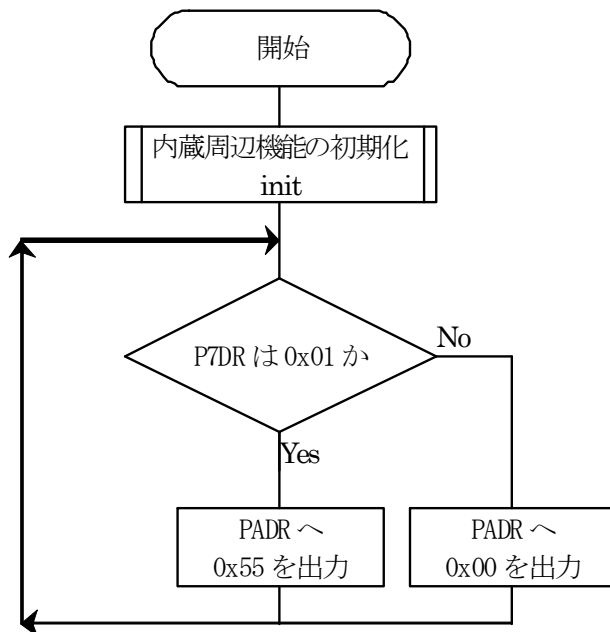 開始
内蔵周辺機能の初期化
init
P7DR は 0x01 か
No
Yes
PADR へ
0x55 を出力
PADR へ
0x00 を出力